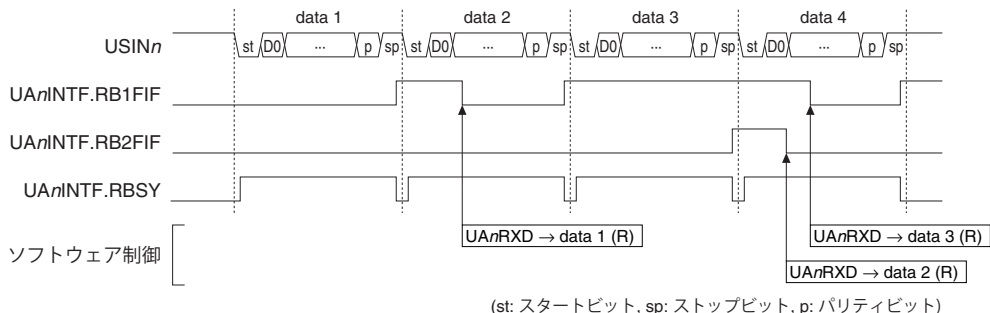 data 1 data 2 data 3 data 4
USINn st D0 ... p sp st D0 ... p sp st D0 ... p sp st D0 ... p sp
UAnINTF.RB1FIF
UAnINTF.RB2FIF
UAnINTF.RBSY
ソフトウェア制御
UAnRXD → data 1 (R) UAnRXD → data 3 (R)
UAnRXD → data 2 (R)
(st: スタートビット, sp: ストップビット, p: パリティビット)